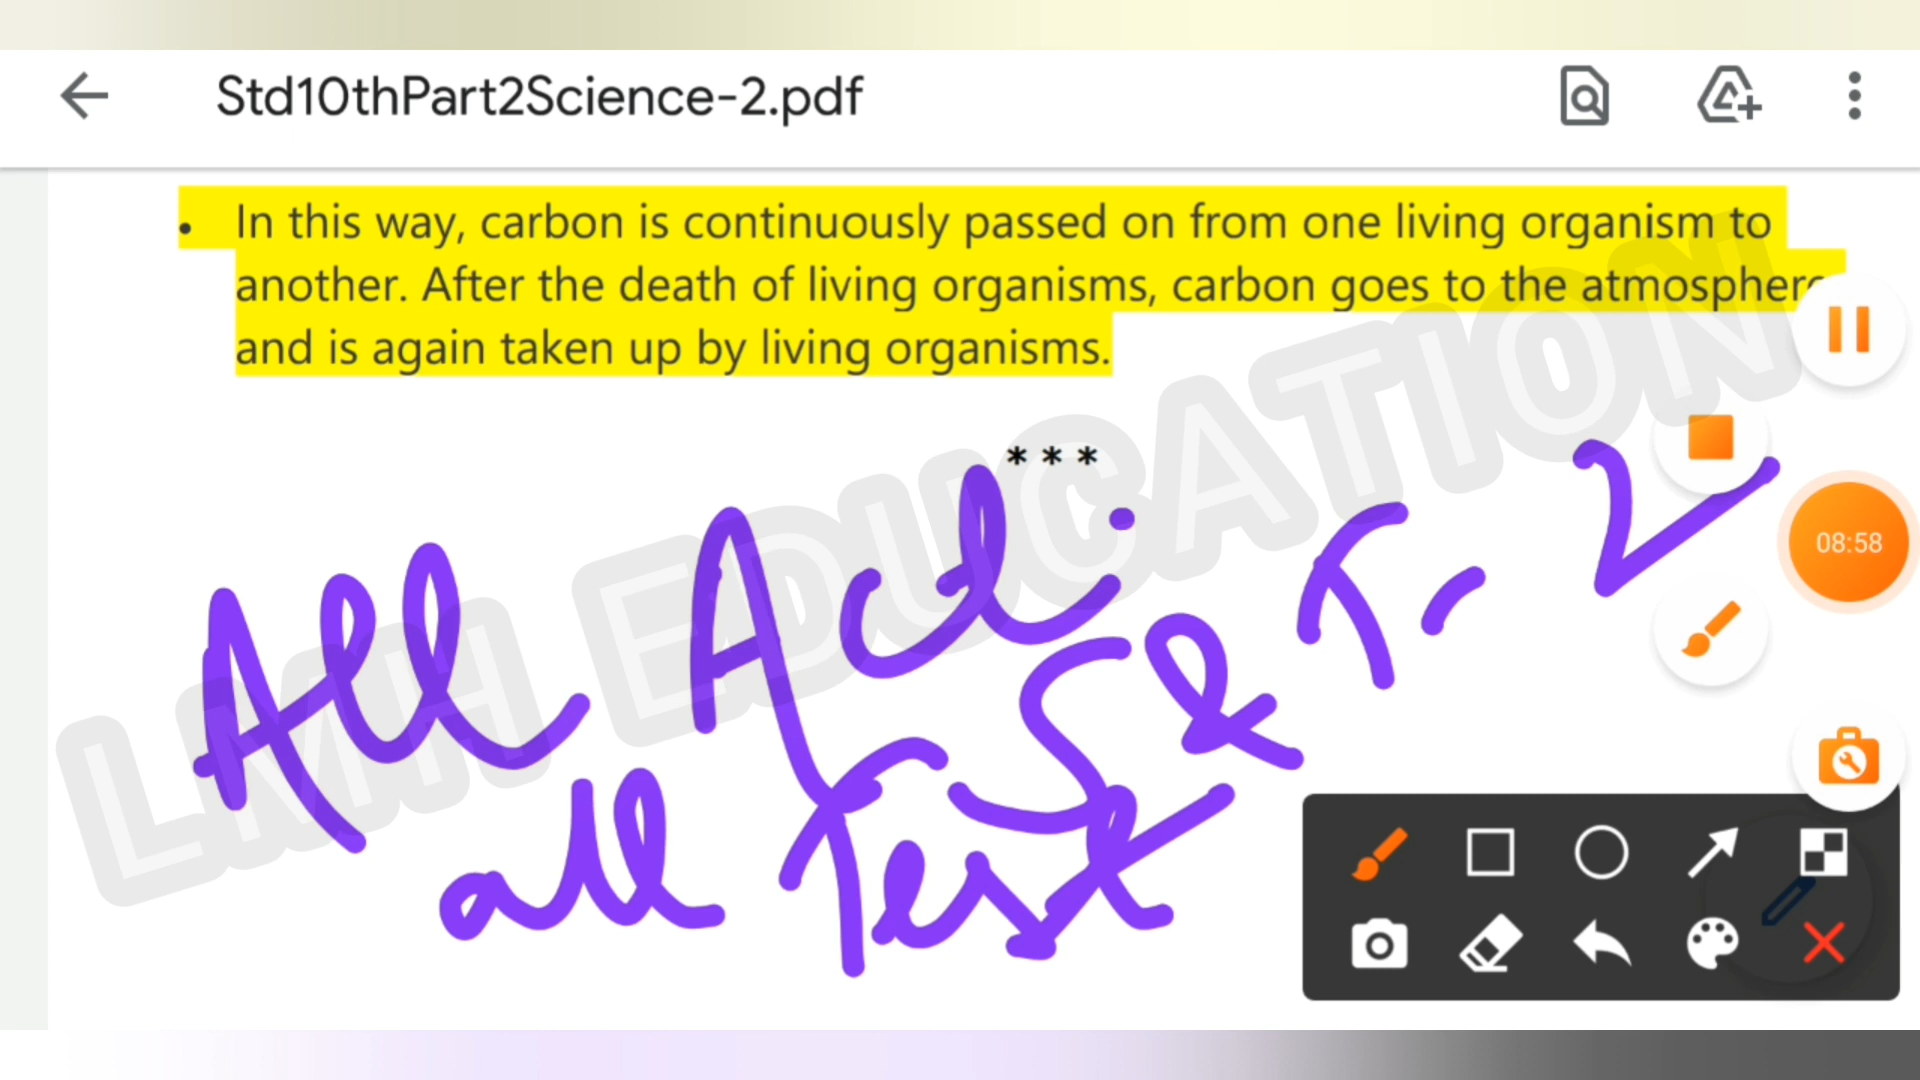 Std10thPart2Science-2.pdf
• In this way, carbon is continuously passed on from one living organism to
another. After the death of living organisms, carbon goes to the atmosphere
and is again taken up by living organisms.
***
LMH EDUCATION
All Act.
S & T - 2
all Test
08:58